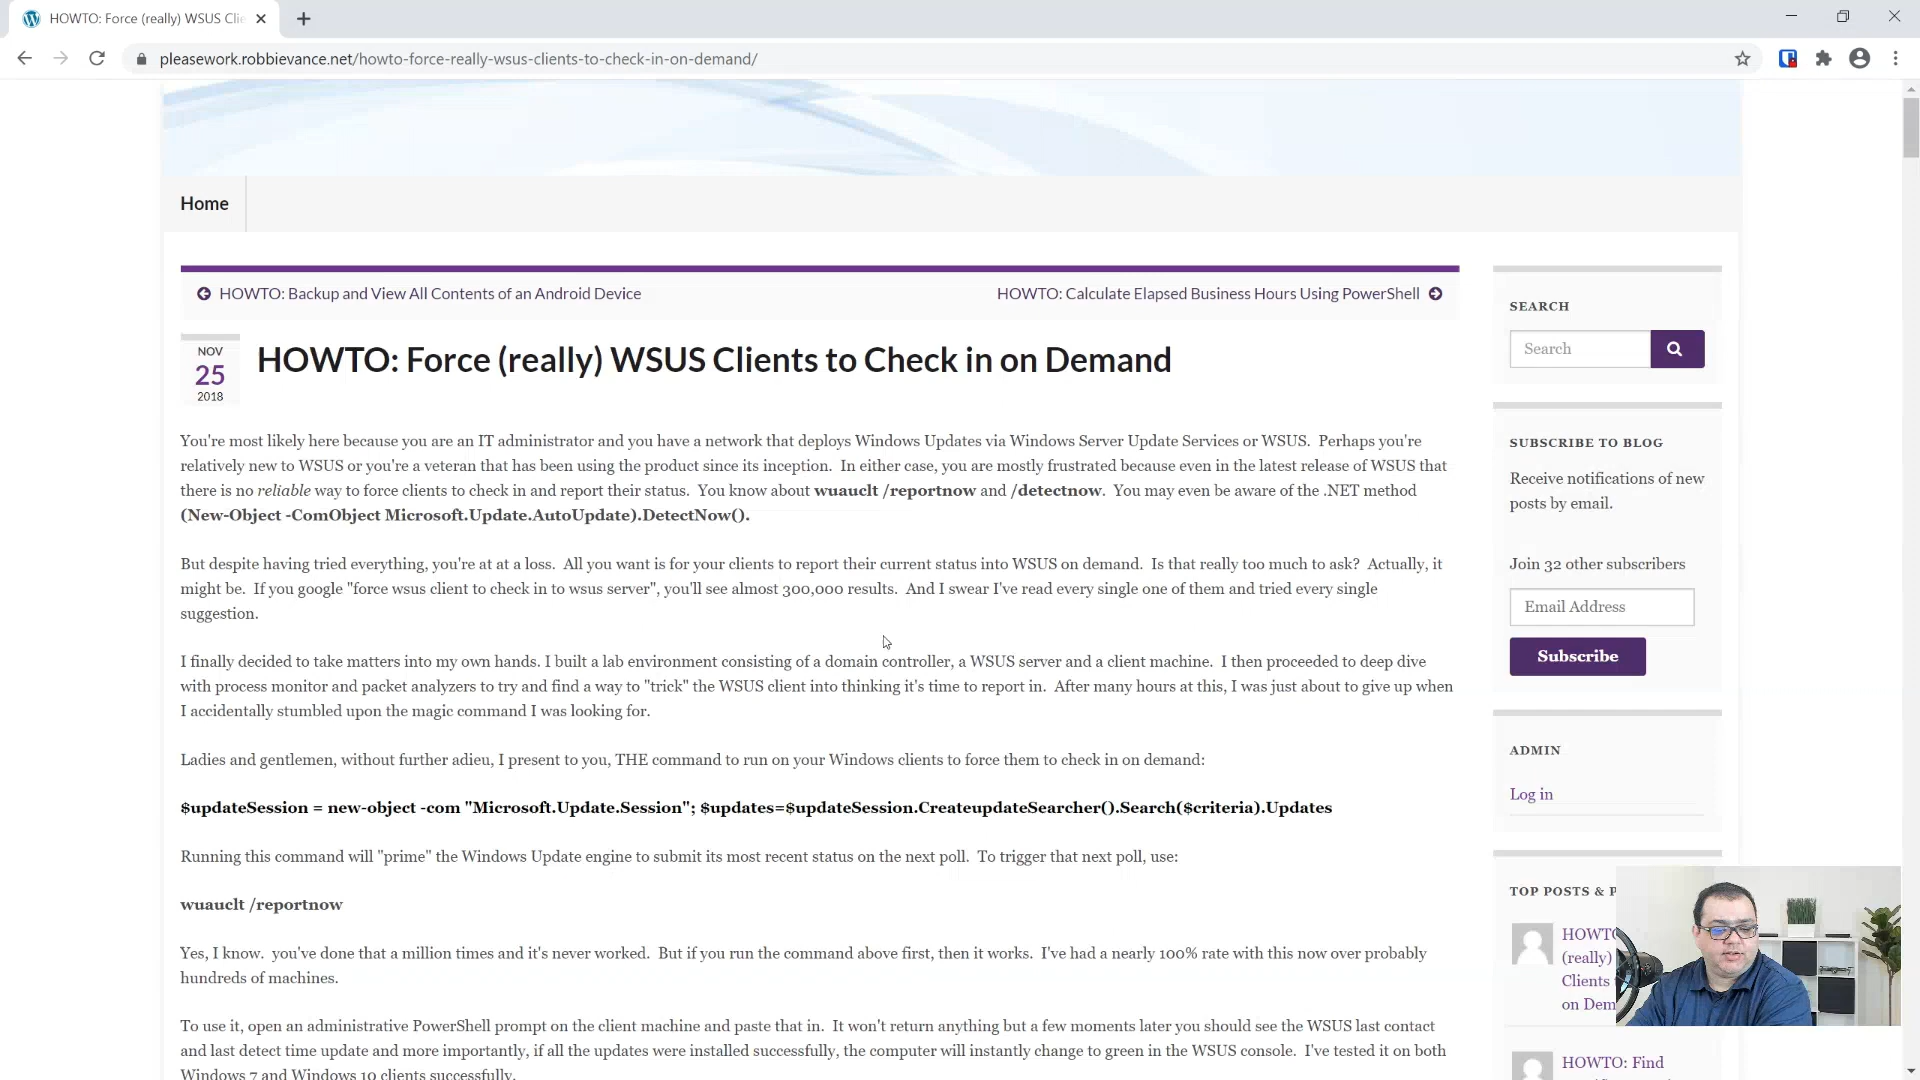 HOWTO: Force (really) WSUS Clie
pleasework.robbievance.net/howto-force-really-wsus-clients-to-check-in-on-demand/
Home
HOWTO: Backup and View All Contents of an Android Device
HOWTO: Calculate Elapsed Business Hours Using PowerShell
NOV
25
2018
HOWTO: Force (really) WSUS Clients to Check in on Demand
You're most likely here because you are an IT administrator and you have a network that deploys Windows Updates via Windows Server Update Services or WSUS. Perhaps you're
relatively new to WSUS or you're a veteran that has been using the product since its inception. In either case, you are mostly frustrated because even in the latest release of WSUS that
there is no reliable way to force clients to check in and report their status. You know about wuauclt /reportnow and /detectnow. You may even be aware of the .NET method
(New-Object -ComObject Microsoft.Update.AutoUpdate).DetectNow().
But despite having tried everything, you're at at a loss. All you want is for your clients to report their current status into WSUS on demand. Is that really too much to ask? Actually, it
might be. If you google "force wsus client to check in to wsus server", you'll see almost 300,000 results. And I swear I've read every single one of them and tried every single
suggestion.
I finally decided to take matters into my own hands. I built a lab environment consisting of a domain controller, a WSUS server and a client machine. I then proceeded to deep dive
with process monitor and packet analyzers to try and find a way to "trick" the WSUS client into thinking it's time to report in. After many hours at this, I was just about to give up when
I accidentally stumbled upon the magic command I was looking for.
Ladies and gentlemen, without further adieu, I present to you, THE command to run on your Windows clients to force them to check in on demand:
$updateSession = new-object -com "Microsoft.Update.Session"; $updates=$updateSession.CreateupdateSearcher().Search($criteria).Updates
Running this command will "prime" the Windows Update engine to submit its most recent status on the next poll. To trigger that next poll, use:
wuauclt /reportnow
Yes, I know. you've done that a million times and it's never worked. But if you run the command above first, then it works. I've had a nearly 100% rate with this now over probably
hundreds of machines.
To use it, open an administrative PowerShell prompt on the client machine and paste that in. It won't return anything but a few moments later you should see the WSUS last contact
and last detect time update and more importantly, if all the updates were installed successfully, the computer will instantly change to green in the WSUS console. I've tested it on both
Windows 7 and Windows 10 clients successfully.
SEARCH
Search
SUBSCRIBE TO BLOG
Receive notifications of new
posts by email.
Join 32 other subscribers
Email Address
Subscribe
ADMIN
Log in
TOP POSTS & P
HOWTO
(really)
Clients
on Dem
HOWTO: Find